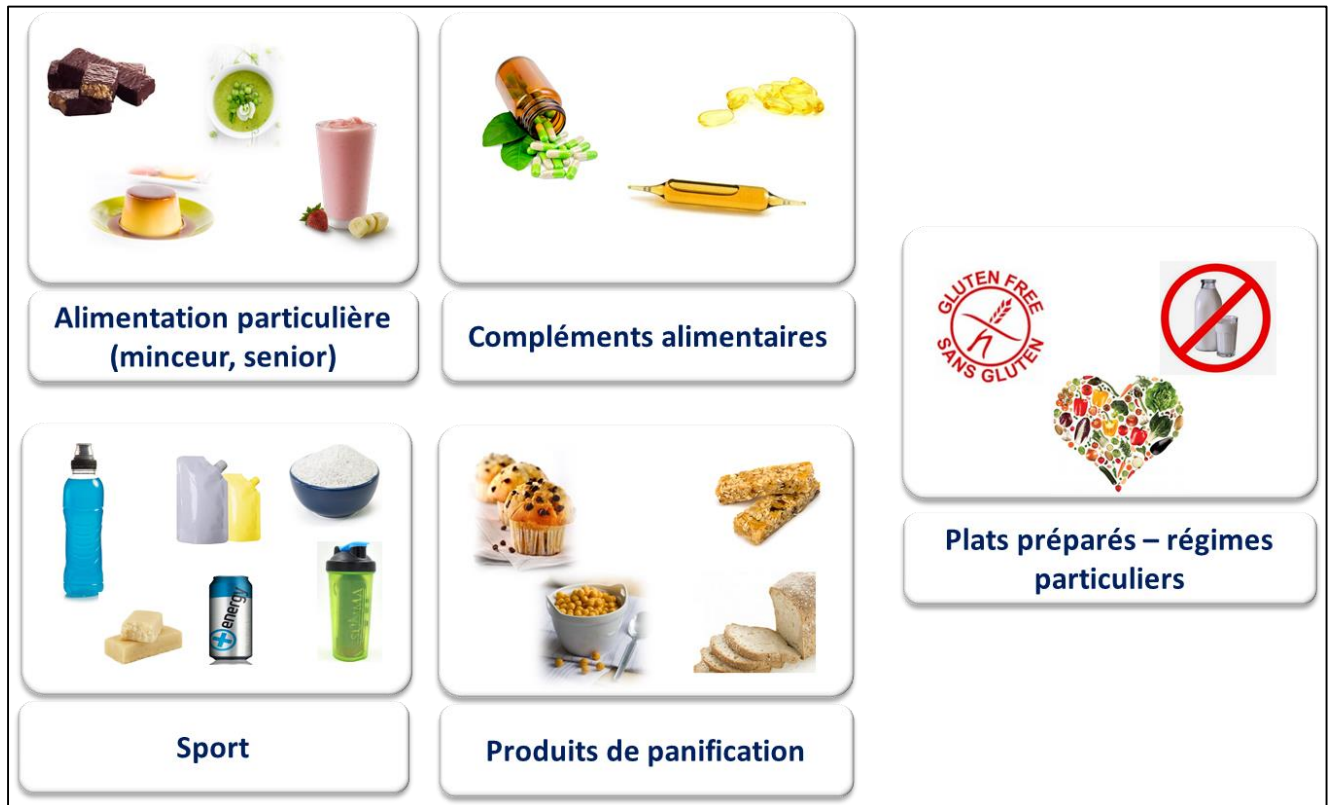 Alimentation particulière
(minceur, senior)
Compléments alimentaires
GLUTEN FREE
SANS GLUTEN
Plats préparés – régimes
particuliers
energy
Sport
Produits de panification